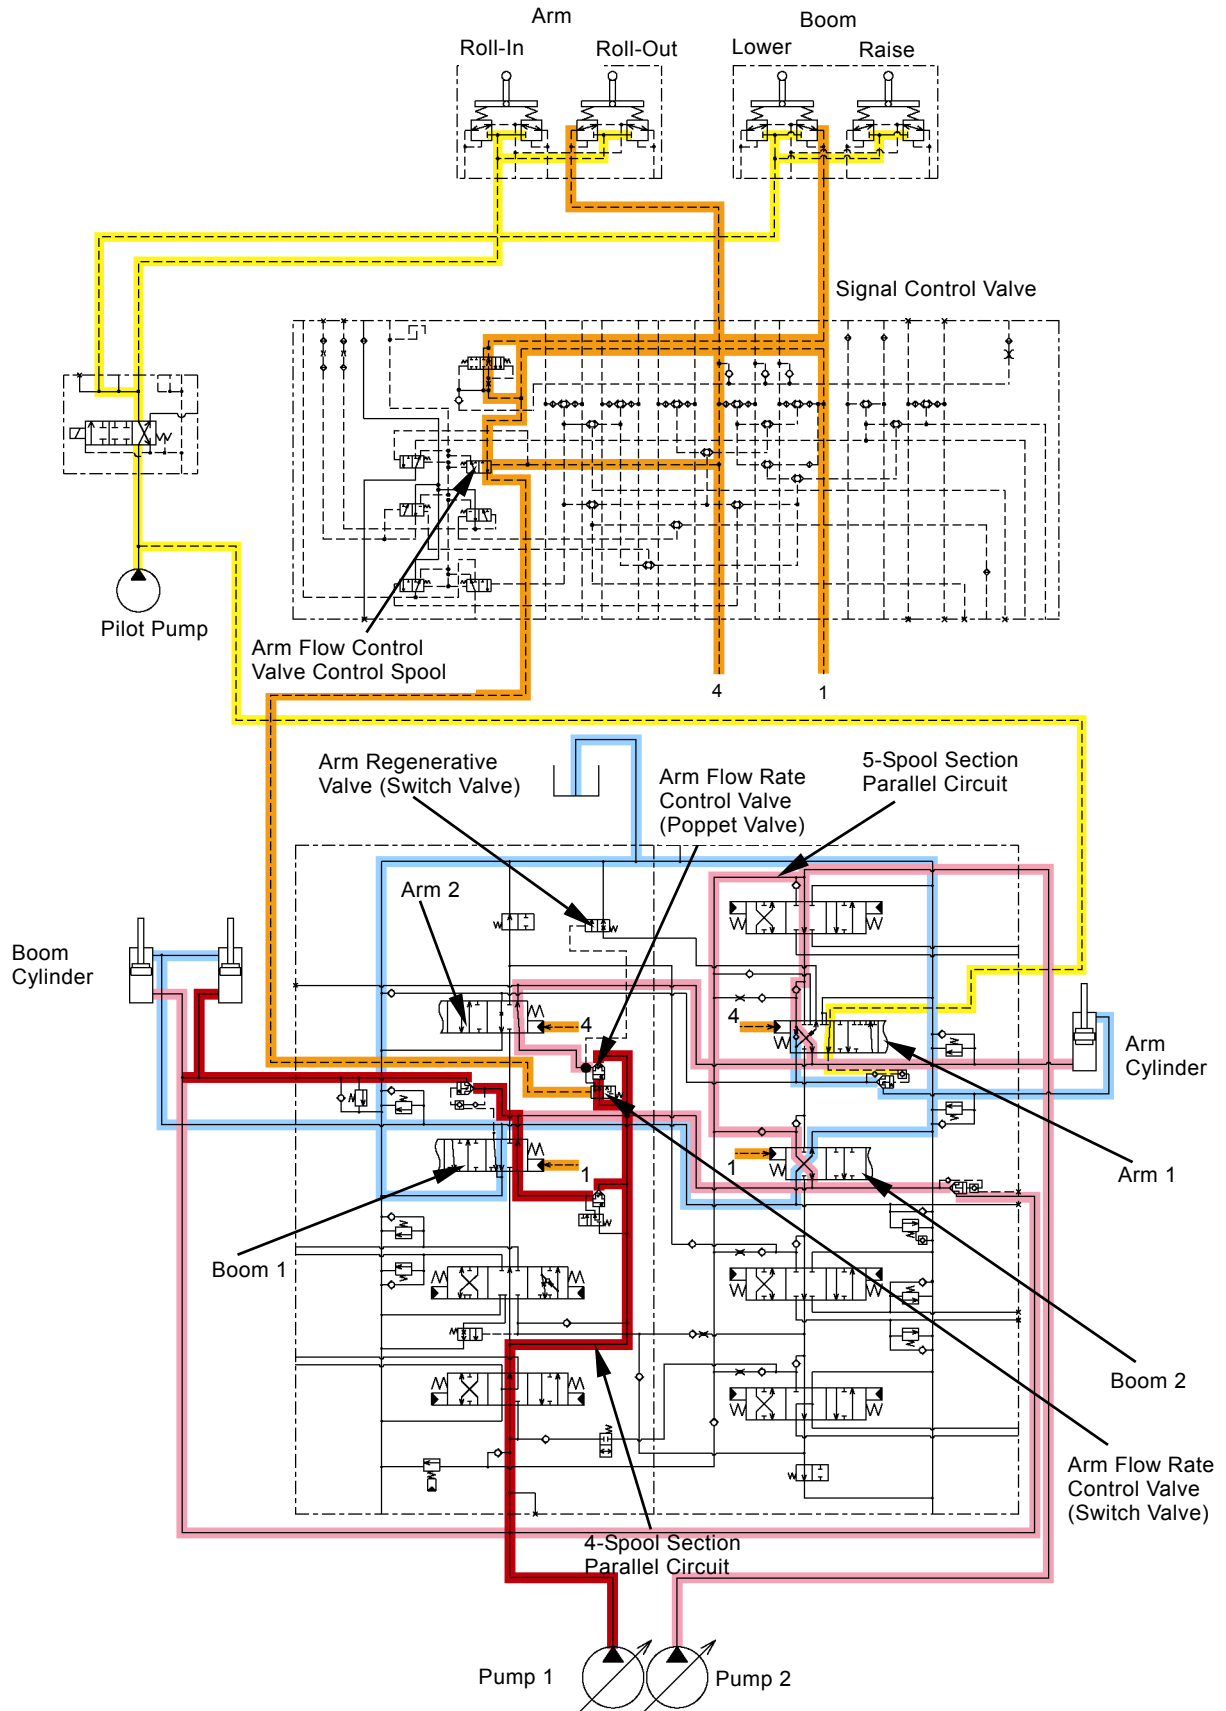 Arm
Boom
Roll-In
Roll-Out
Lower
Raise
Signal Control Valve
Pilot Pump
Arm Flow Control
Valve Control Spool
4
1
Arm Regenerative
Valve (Switch Valve)
Arm Flow Rate
Control Valve
(Poppet Valve)
5-Spool Section
Parallel Circuit
Arm 2
Boom
Cylinder
4
4
Arm
Cylinder
1
1
Arm 1
Boom 1
Boom 2
Arm Flow Rate
Control Valve
(Switch Valve)
4-Spool Section
Parallel Circuit
Pump 1
Pump 2